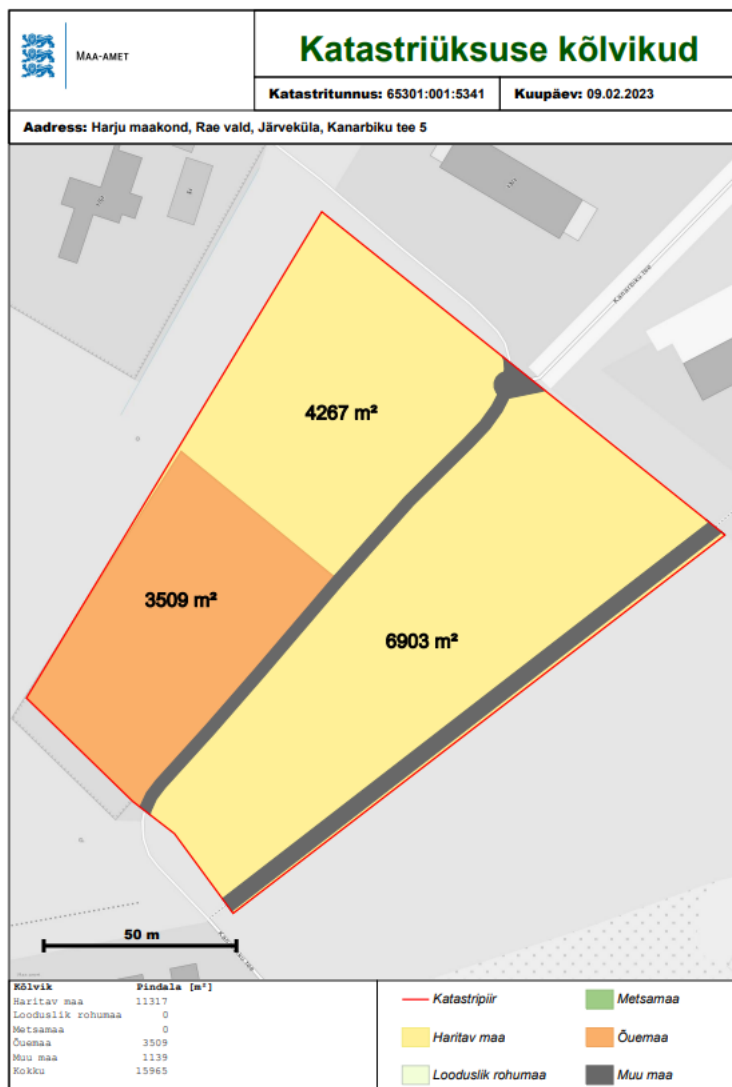 MAA-AMET
Katastriüksuse kõlvikud
Katastritunnus: 65301:001:5341
Kuupäev: 09.02.2023
Aadress: Harju maakond, Rae vald, Järveküla, Kanarbiku tee 5
Kanarbiku tee
4267 m²
3509 m²
6903 m²
50 m
Kõlvik Pindala [m²]
Haritav maa 11317
Looduslik rohumaa 0
Metsamaa 0
Õuemaa 3509
Muu maa 1139
Kokku 15965
Katastripiir
Metsamaa
Haritav maa
Õuemaa
Looduslik rohumaa
Muu maa